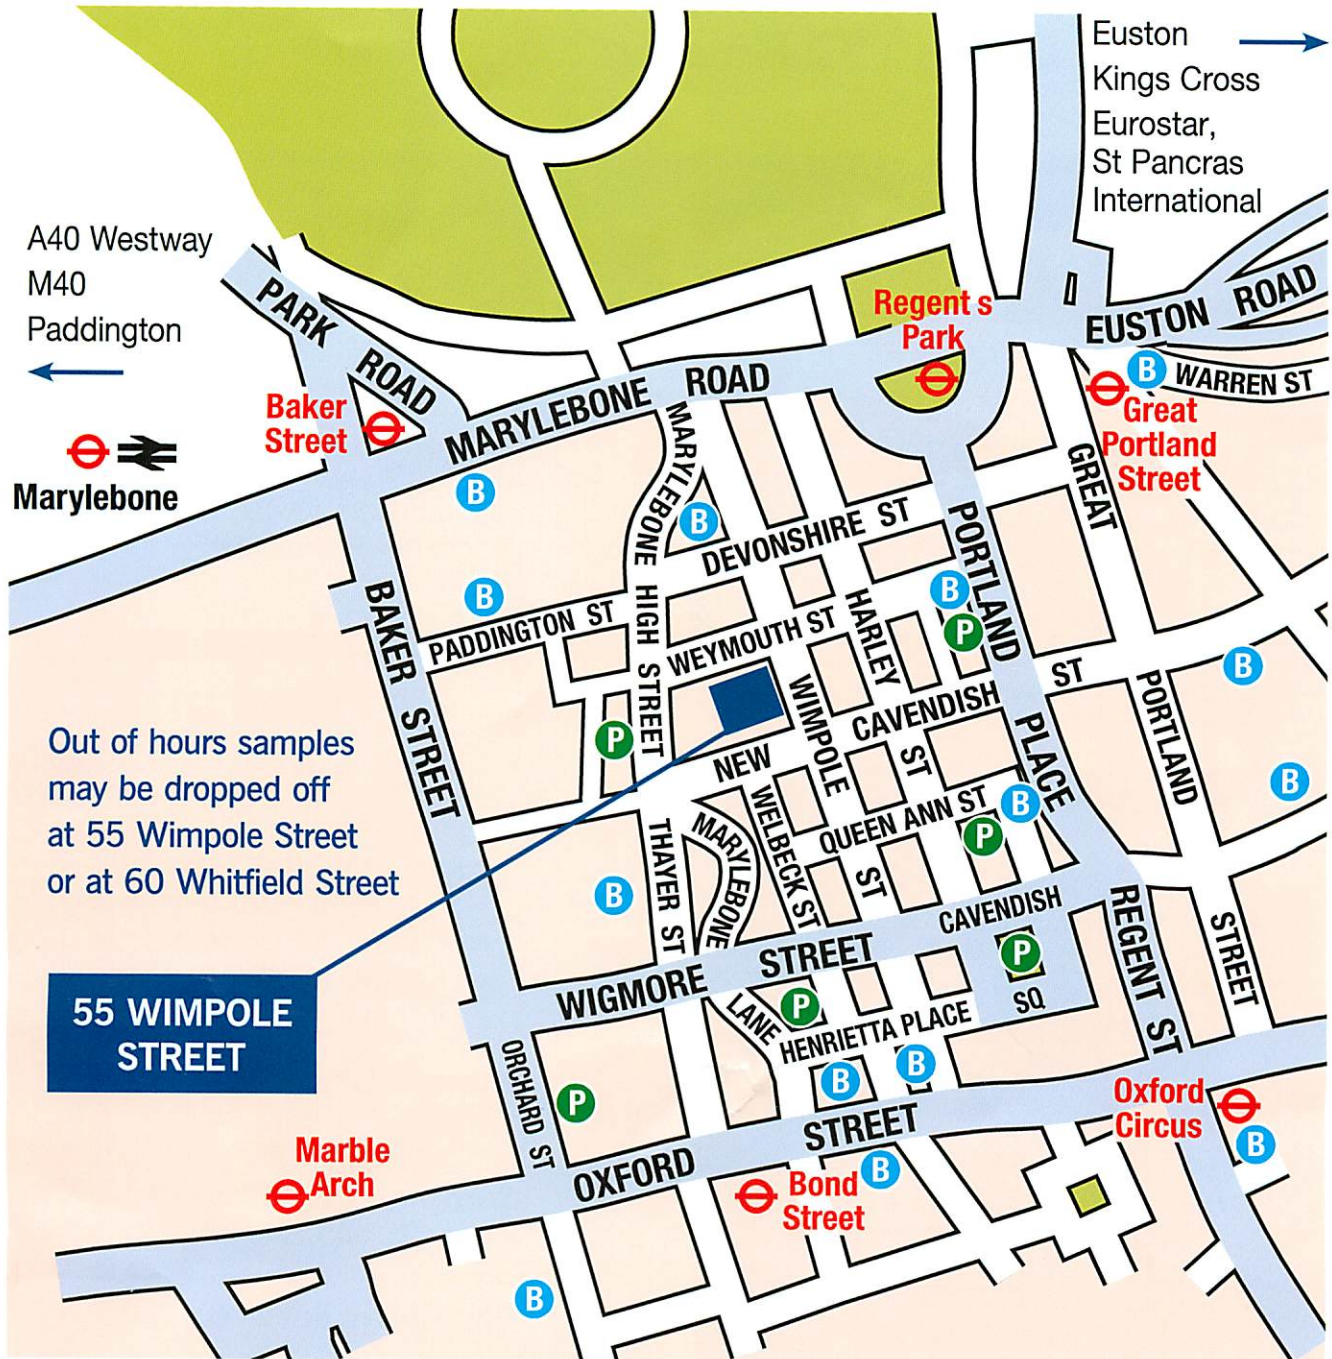 Euston
Kings Cross
Eurostar,
St Pancras
International
A40 Westway
M40
Paddington
Marylebone
PARK ROAD
Baker
Street
MARYLEBONE ROAD
Regent s
Park
EUSTON ROAD
B
WARREN ST
Great
Portland
Street
B
MARYLEBONE HIGH STREET
B
DEVONSHIRE ST
PORTLAND PLACE
GREAT PORTLAND STREET
B
PADDINGTON ST
BAKER STREET
WEYMOUTH ST
HARLEY ST
B
P
B
P
WIMPOLE ST
NEW CAVENDISH ST
B
Out of hours samples
may be dropped off
at 55 Wimpole Street
or at 60 Whitfield Street
WELBECK ST
QUEEN ANN ST
B
P
THAYER ST
MARYLEBONE LANE
B
CAVENDISH
SQ
P
REGENT ST
WIGMORE STREET
55 WIMPOLE
STREET
P
HENRIETTA PLACE
B
B
ORCHARD ST
P
Oxford
Circus
B
OXFORD STREET
Marble
Arch
Bond
Street
B
B